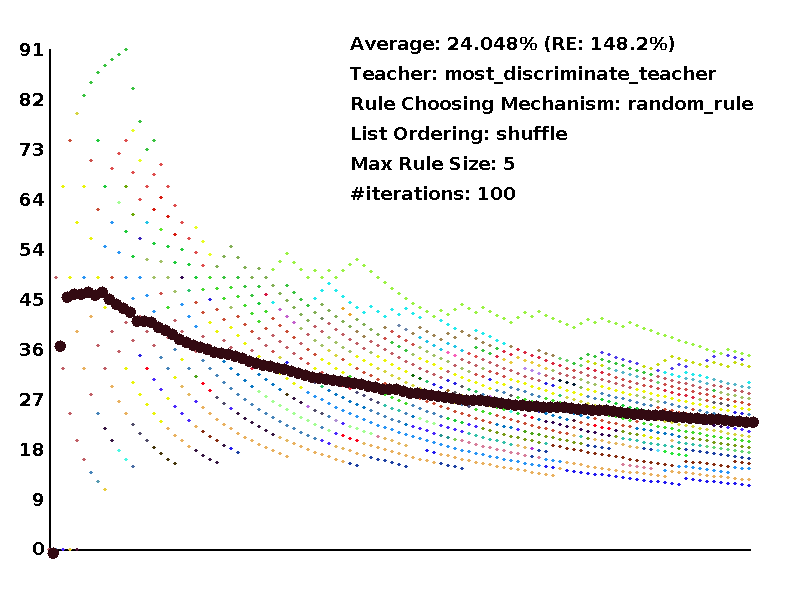 Average: 24.048% (RE: 148.2%)
Teacher: most_discriminate_teacher
Rule Choosing Mechanism: random_rule
List Ordering: shuffle
Max Rule Size: 5
#iterations: 100
91
82
73
64
54
45
36
27
18
9
0